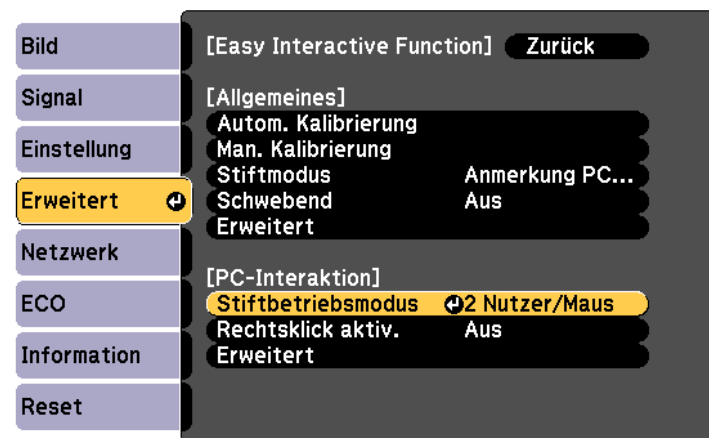 Bild
Signal
Einstellung
Erweitert
Netzwerk
ECO
Information
Reset
[Easy Interactive Function] Zurück
[Allgemeines]
Autom. Kalibrierung
Man. Kalibrierung
Stiftmodus Anmerkung PC...
Schwebend Aus
Erweitert
[PC-Interaktion]
Stiftbetriebsmodus 2 Nutzer/Maus
Rechtsklick aktiv. Aus
Erweitert